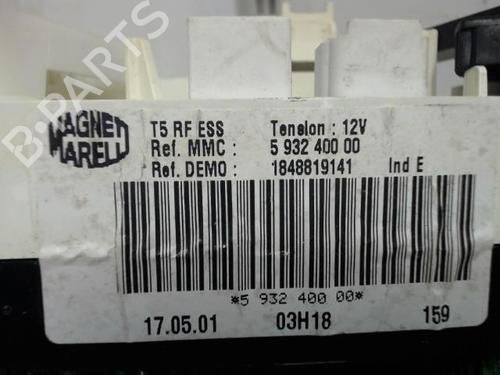 MAGNETI MARELLI
T5 RF ESS Tension : 12V
Ref. MMC : 5 932 400 00
Ref. DEMO : 1848819141 Ind E
*5 932 400 00*
17.05.01 03H18 159
B-PARTS